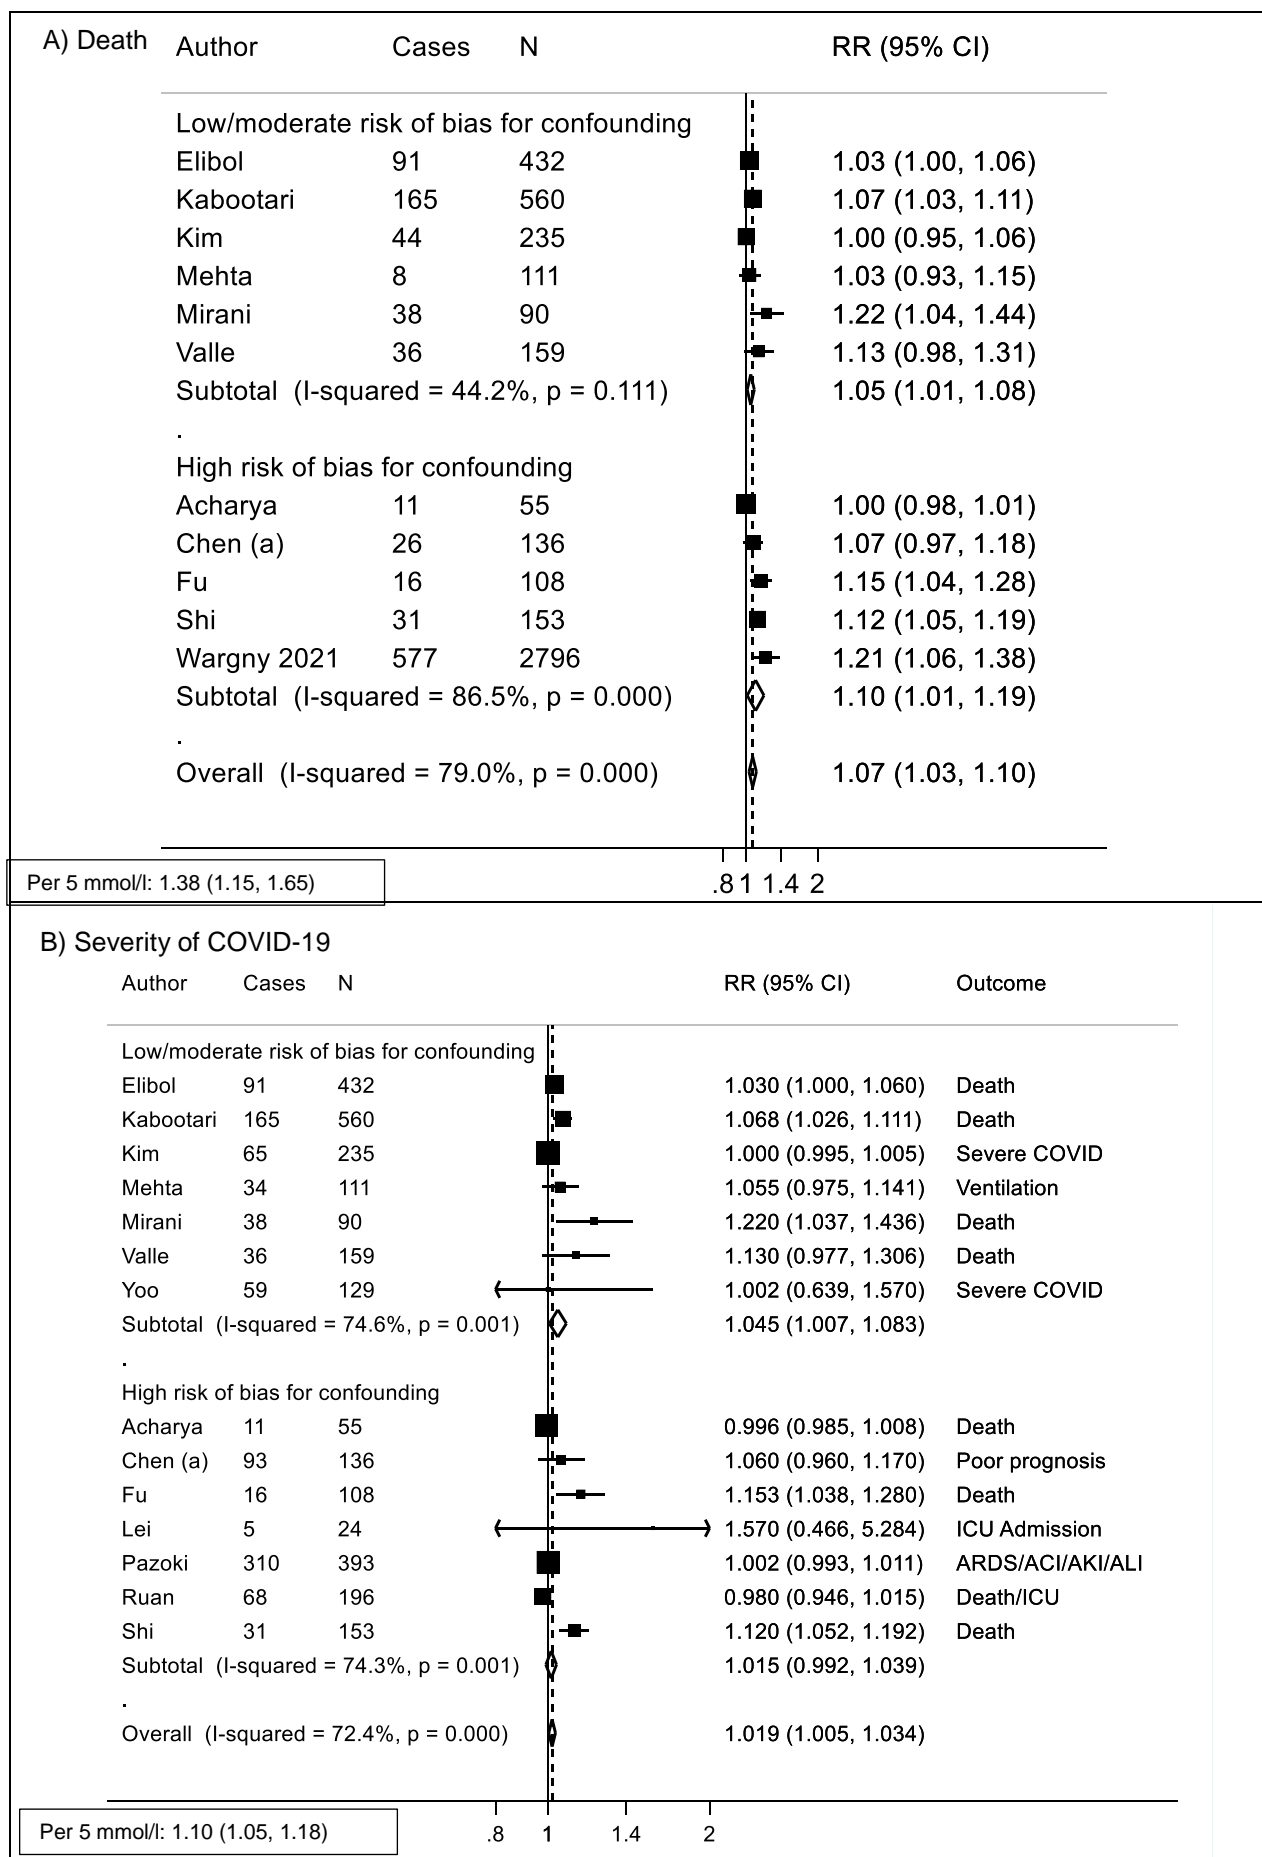 A) Death Author Cases N RR (95% CI)
Low/moderate risk of bias for confounding
Elibol 91 432 1.03 (1.00, 1.06)
Kabootari 165 560 1.07 (1.03, 1.11)
Kim 44 235 1.00 (0.95, 1.06)
Mehta 8 111 1.03 (0.93, 1.15)
Mirani 38 90 1.22 (1.04, 1.44)
Valle 36 159 1.13 (0.98, 1.31)
Subtotal (I-squared = 44.2%, p = 0.111) 1.05 (1.01, 1.08)
.
High risk of bias for confounding
Acharya 11 55 1.00 (0.98, 1.01)
Chen (a) 26 136 1.07 (0.97, 1.18)
Fu 16 108 1.15 (1.04, 1.28)
Shi 31 153 1.12 (1.05, 1.19)
Wargny 2021 577 2796 1.21 (1.06, 1.38)
Subtotal (I-squared = 86.5%, p = 0.000) 1.10 (1.01, 1.19)
.
Overall (I-squared = 79.0%, p = 0.000) 1.07 (1.03, 1.10)
.8 1 1.4 2
Per 5 mmol/l: 1.38 (1.15, 1.65)
B) Severity of COVID-19
Author Cases N RR (95% CI) Outcome
Low/moderate risk of bias for confounding
Elibol 91 432 1.030 (1.000, 1.060) Death
Kabootari 165 560 1.068 (1.026, 1.111) Death
Kim 65 235 1.000 (0.995, 1.005) Severe COVID
Mehta 34 111 1.055 (0.975, 1.141) Ventilation
Mirani 38 90 1.220 (1.037, 1.436) Death
Valle 36 159 1.130 (0.977, 1.306) Death
Yoo 59 129 1.002 (0.639, 1.570) Severe COVID
Subtotal (I-squared = 74.6%, p = 0.001) 1.045 (1.007, 1.083)
.
High risk of bias for confounding
Acharya 11 55 0.996 (0.985, 1.008) Death
Chen (a) 93 136 1.060 (0.960, 1.170) Poor prognosis
Fu 16 108 1.153 (1.038, 1.280) Death
Lei 5 24 1.570 (0.466, 5.284) ICU Admission
Pazoki 310 393 1.002 (0.993, 1.011) ARDS/ACI/AKI/ALI
Ruan 68 196 0.980 (0.946, 1.015) Death/ICU
Shi 31 153 1.120 (1.052, 1.192) Death
Subtotal (I-squared = 74.3%, p = 0.001) 1.015 (0.992, 1.039)
.
Overall (I-squared = 72.4%, p = 0.000) 1.019 (1.005, 1.034)
.8 1 1.4 2
Per 5 mmol/l: 1.10 (1.05, 1.18)